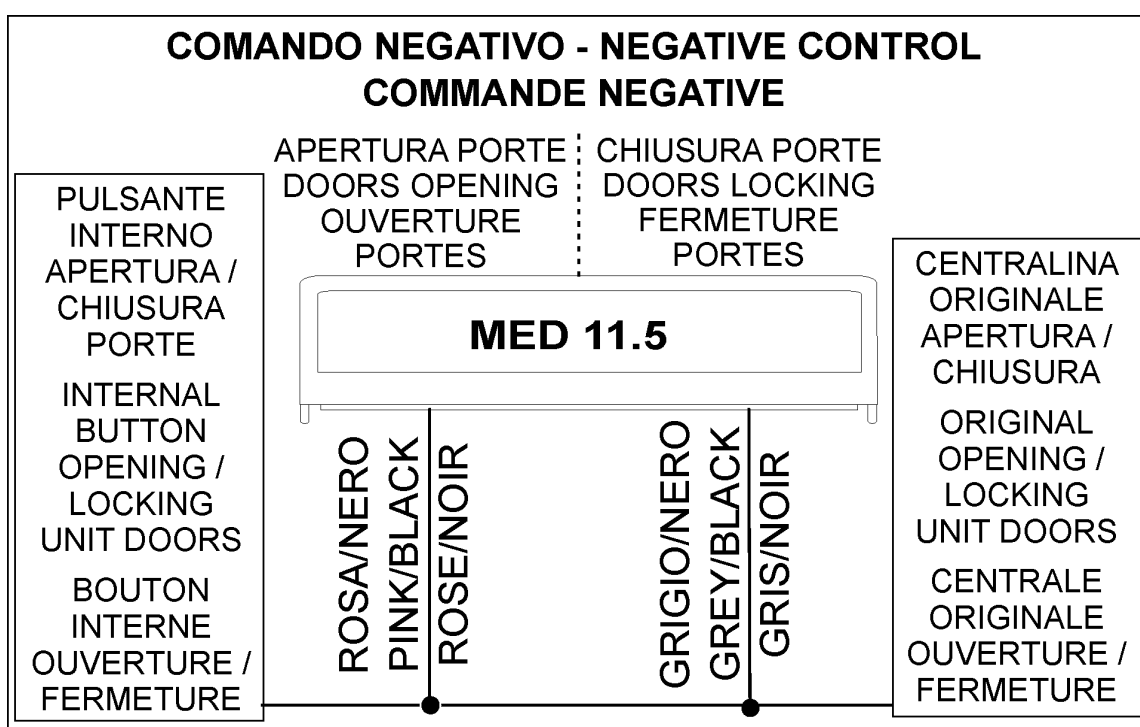 COMANDO NEGATIVO - NEGATIVE CONTROL
COMMANDE NEGATIVE
APERTURA PORTE
DOORS OPENING
OUVERTURE
PORTES
CHIUSURA PORTE
DOORS LOCKING
FERMETURE
PORTES
PULSANTE
INTERNO
APERTURA /
CHIUSURA
PORTE
INTERNAL
BUTTON
OPENING /
LOCKING
UNIT DOORS
BOUTON
INTERNE
OUVERTURE /
FERMETURE
MED 11.5
ROSA/NERO
PINK/BLACK
ROSE/NOIR
GRIGIO/NERO
GREY/BLACK
GRIS/NOIR
CENTRALINA
ORIGINALE
APERTURA /
CHIUSURA
ORIGINAL
OPENING /
LOCKING
UNIT DOORS
CENTRALE
ORIGINALE
OUVERTURE /
FERMETURE